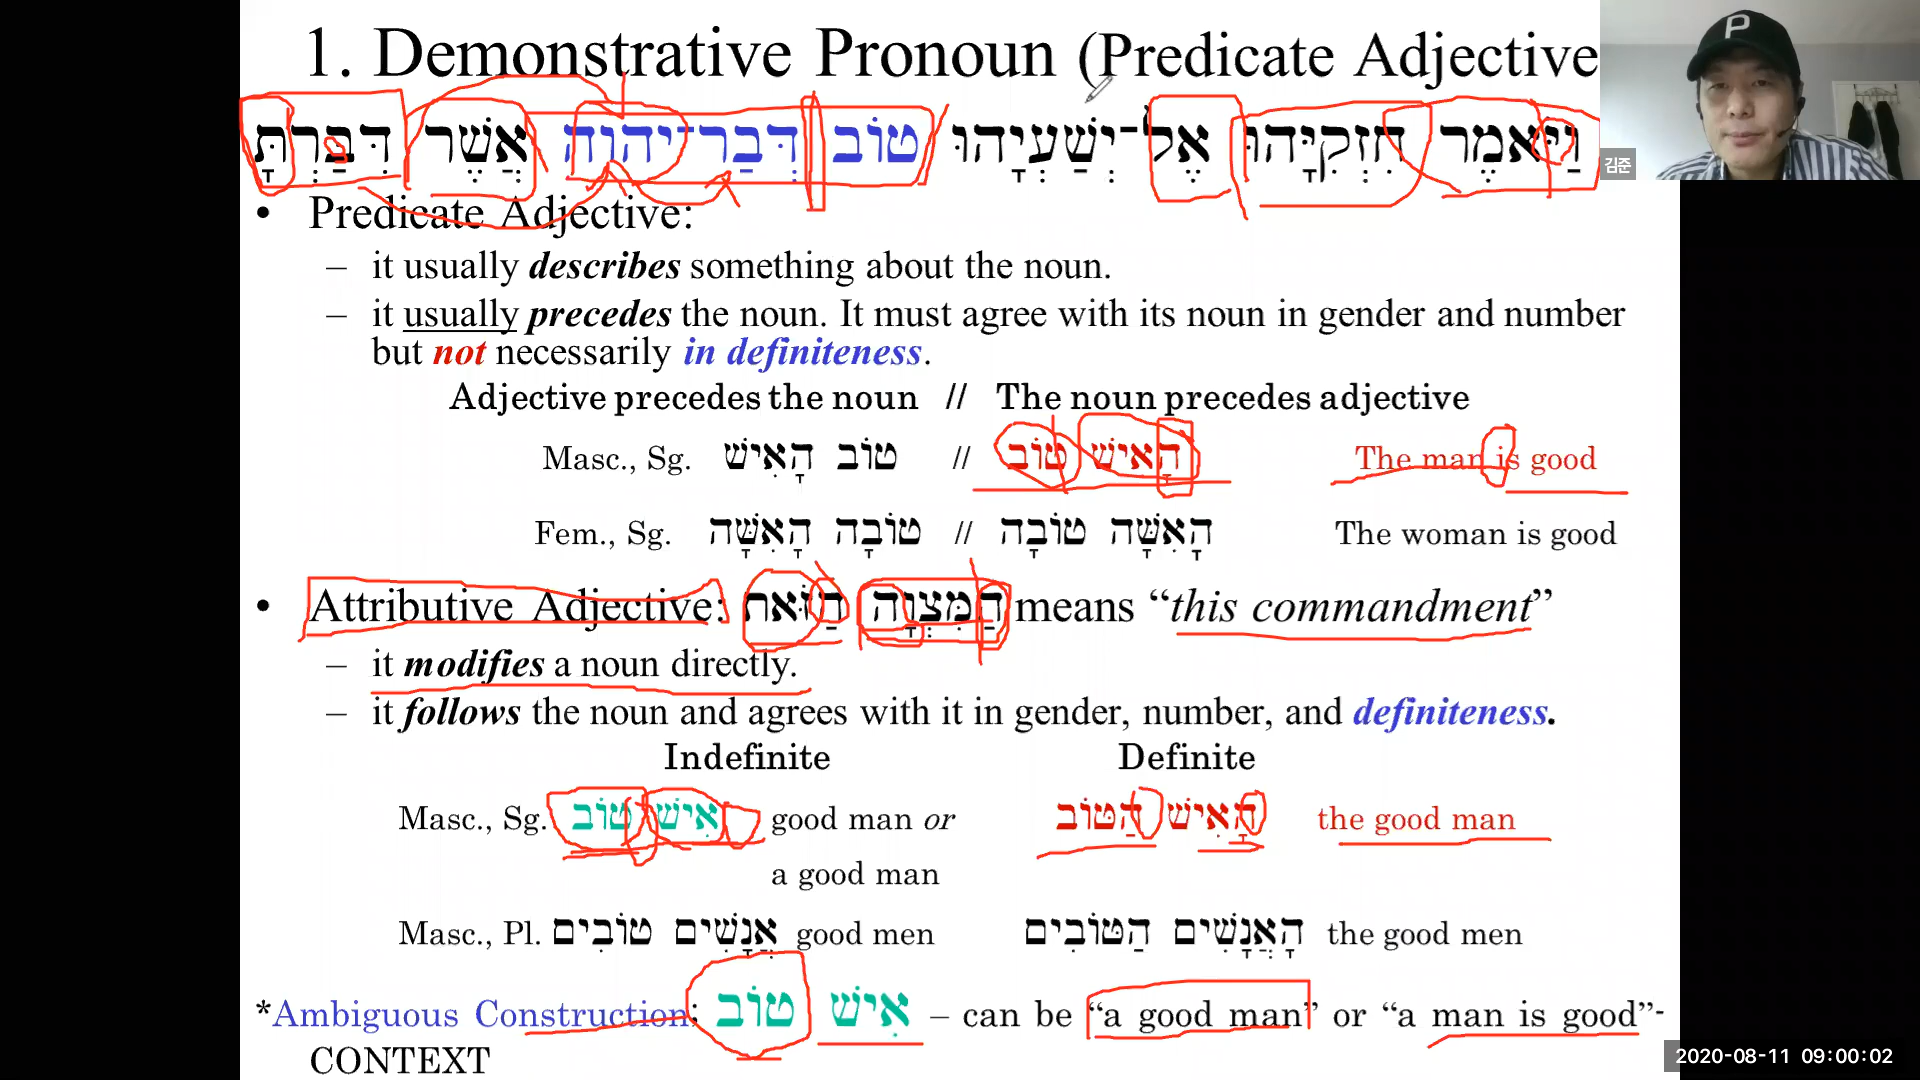 1. Demonstrative Pronoun (Predicate Adjective
וַיֹּאמֶר חִזְקִיָּהוּ אֶל־יְשַׁעְיָהוּ טוֹב דְּבַר־יְהוָה אֲשֶׁר דִּבַּרְתָּ
김준
• Predicate Adjective:
– it usually describes something about the noun.
– it usually precedes the noun. It must agree with its noun in gender and number
but not necessarily in definiteness.
Adjective precedes the noun // The noun precedes adjective
Masc., Sg. טוֹב הָאִישׁ // הָאִישׁ טוֹב The man is good
Fem., Sg. טוֹבָה הָאִשָּׁה // הָאִשָּׁה טוֹבָה The woman is good
• Attributive Adjective: הַמִּצְוָה הַזֹּאת means “this commandment”
– it modifies a noun directly.
– it follows the noun and agrees with it in gender, number, and definiteness.
Indefinite Definite
Masc., Sg. אִישׁ טוֹב good man or הָאִישׁ הַטּוֹב the good man
a good man
Masc., Pl. אֲנָשִׁים טוֹבִים good men הָאֲנָשִׁים הַטּוֹבִים the good men
*Ambiguous Construction: אִישׁ טוֹב – can be “a good man” or “a man is good”-
CONTEXT
2020-08-11 09:00:02